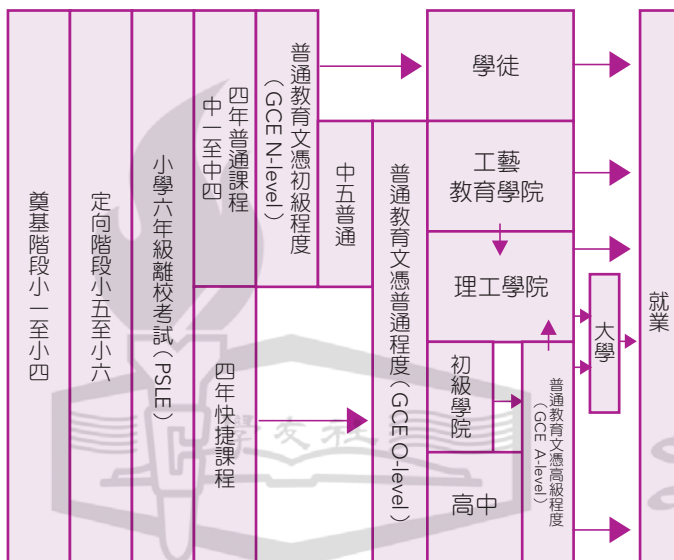 奠基階段小一至小四
定向階段小五至小六
小學六年級離校考試(PSLE)
四年普通課程
中一至中四
四年快捷課程
普通教育文憑初級程度
(GCE N-level)
中五普通
普通教育文憑普通程度(GCE O-level)
學徒
工藝
教育學院
理工學院
初級學院
高中
普通教育文憑高級程度
(GCE A-level)
大學
就業
學友社